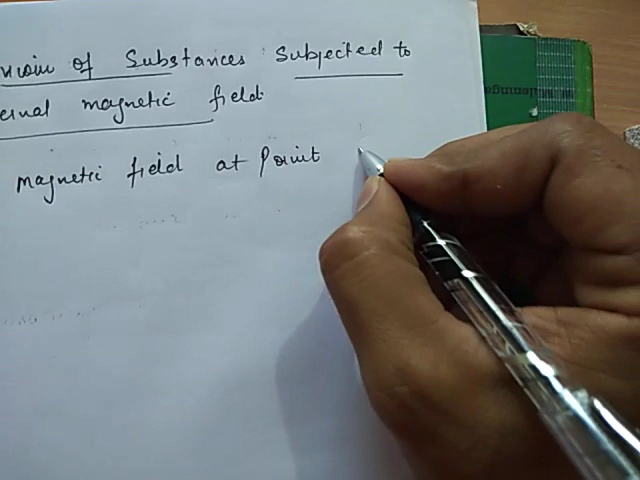 of Substances Subjected to
magnetic field
magnetic field at Point